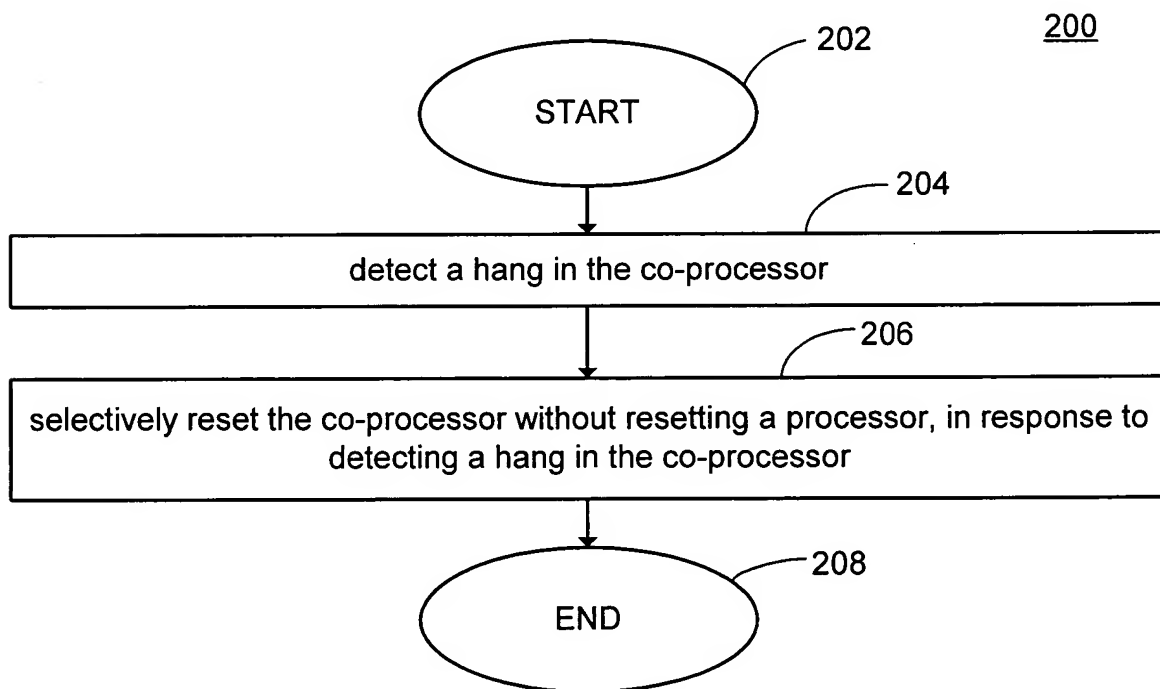 200
202
START
204
detect a hang in the co-processor
206
selectively reset the co-processor without resetting a processor, in response to
detecting a hang in the co-processor
208
END